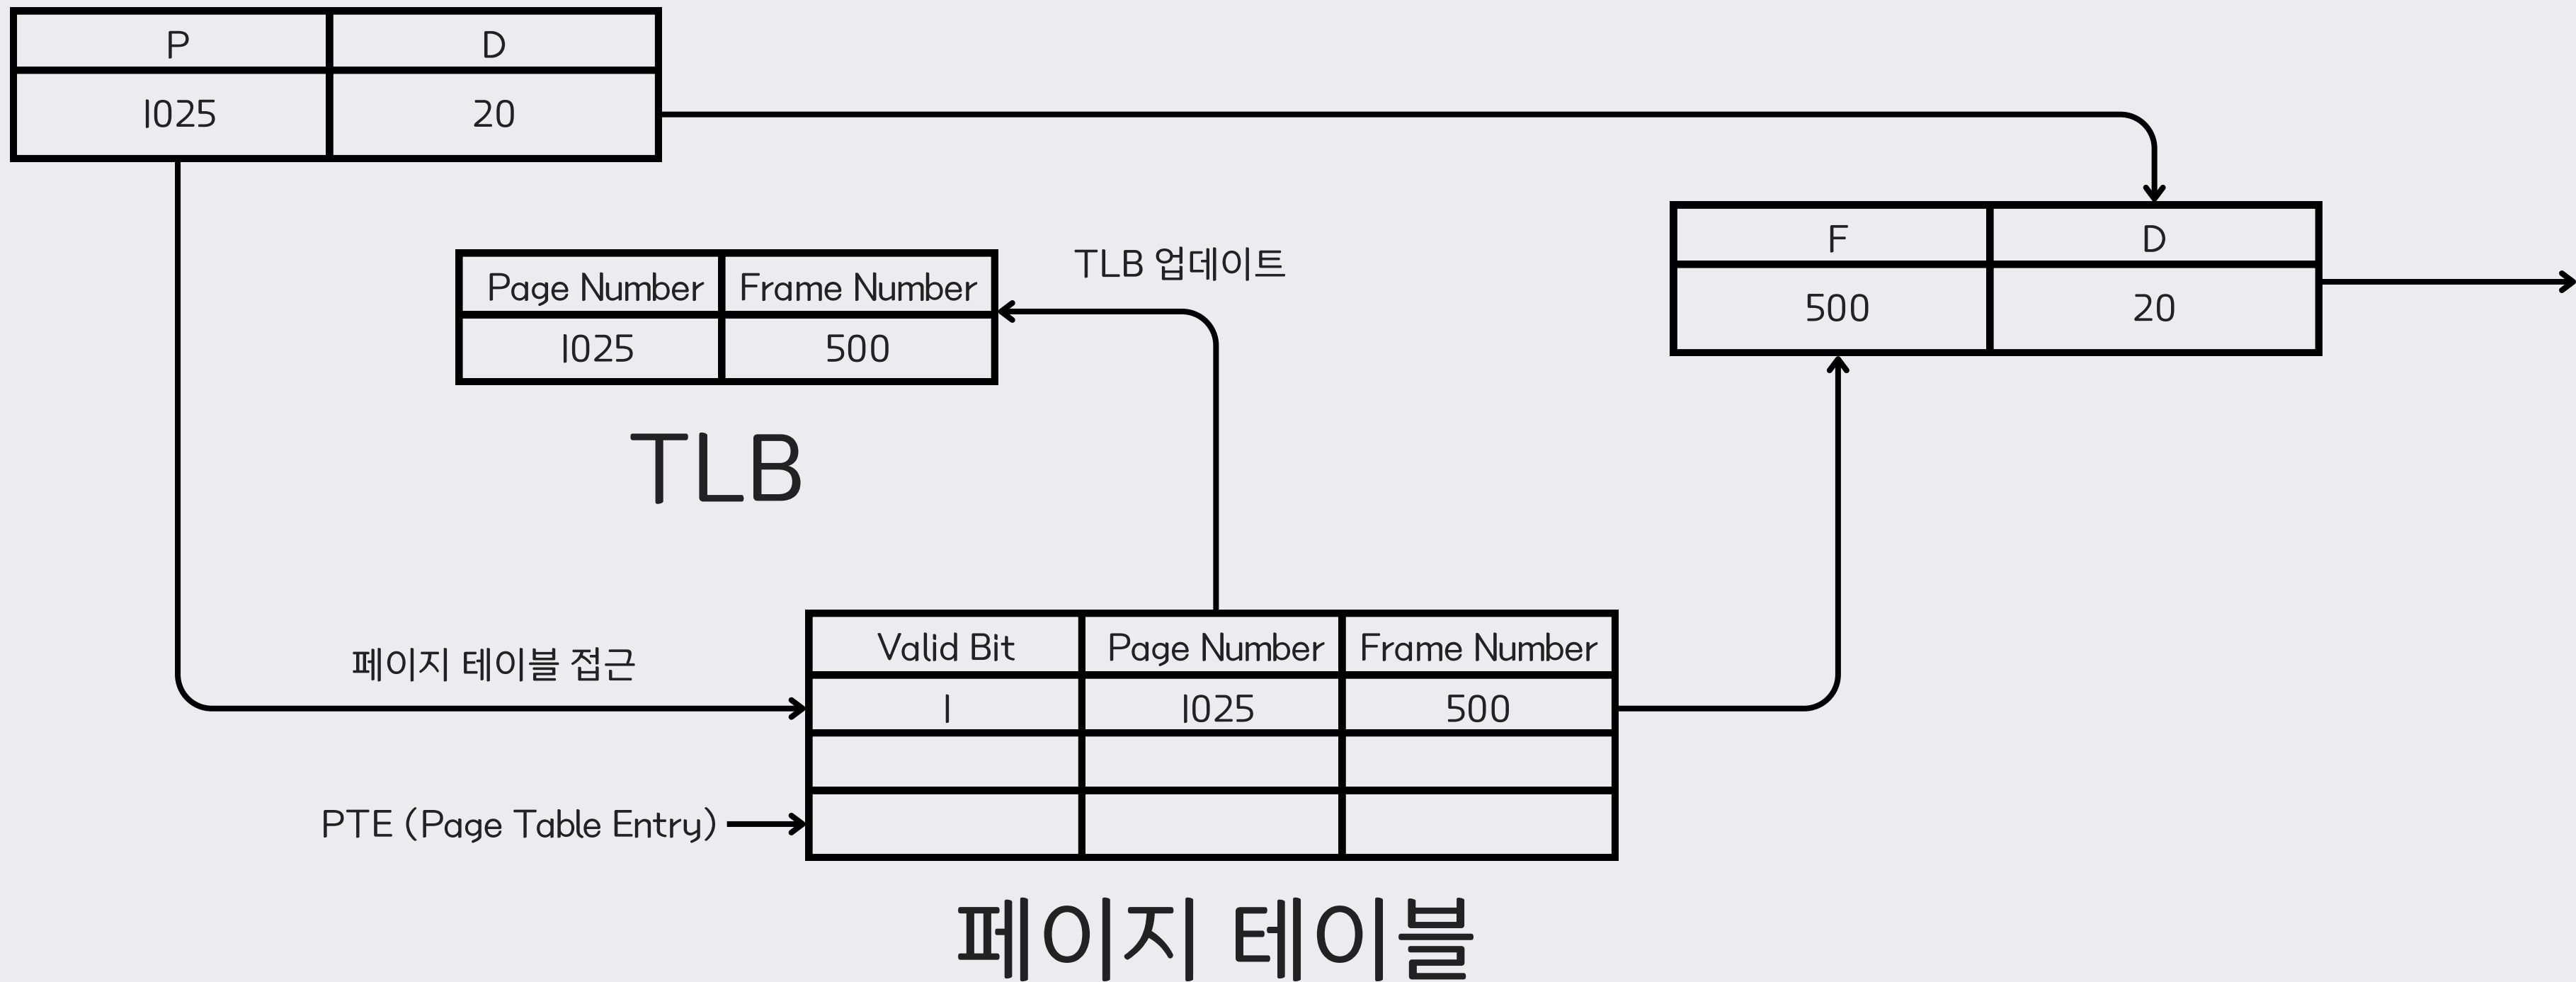 P D
1025 20
F D
500 20
TLB 업데이트
Page Number Frame Number
1025 500
TLB
페이지 테이블 접근
Valid Bit Page Number Frame Number
1 1025 500
PTE (Page Table Entry)
페이지 테이블